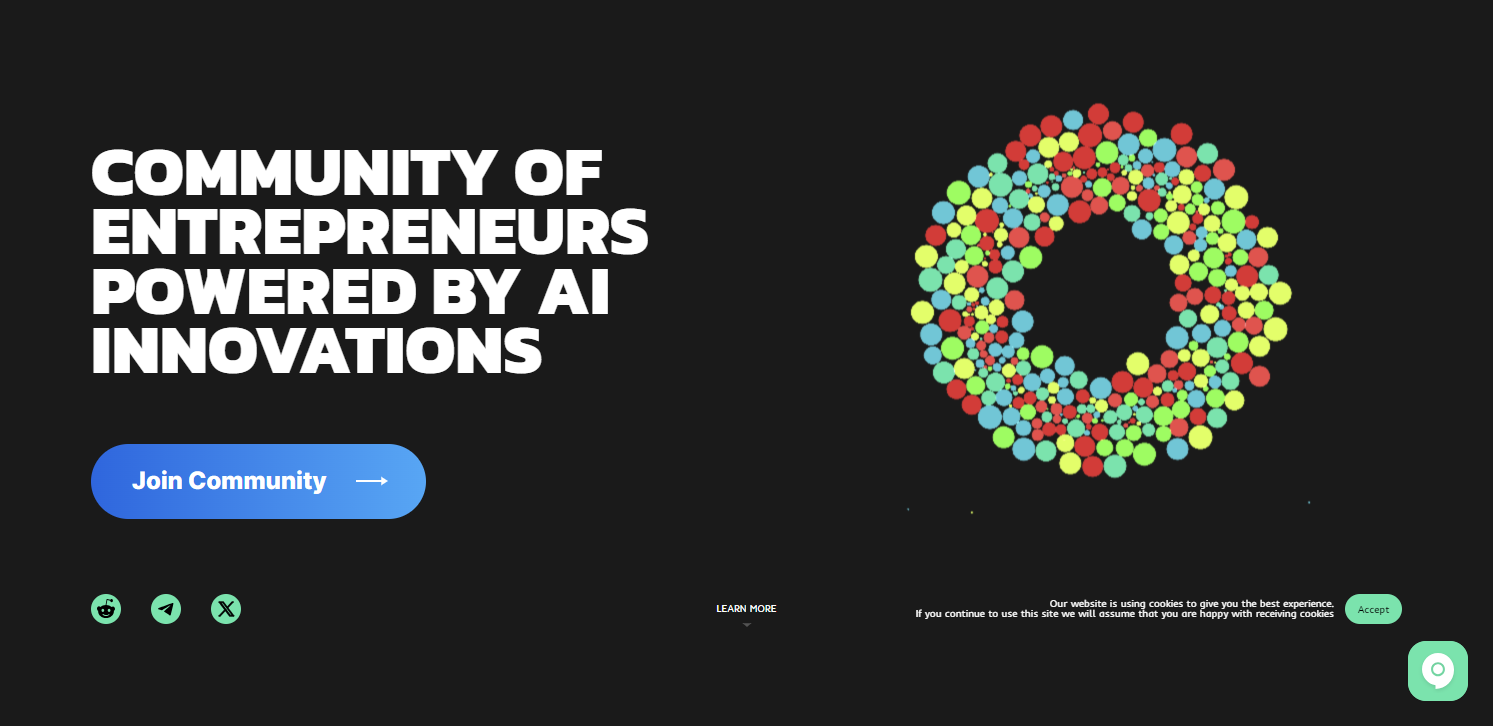 COMMUNITY OF
ENTREPRENEURS
POWERED BY AI
INNOVATIONS
Join Community
LEARN MORE
Our website is using cookies to give you the best experience.
If you continue to use this site we will assume that you are happy with receiving cookies
Accept